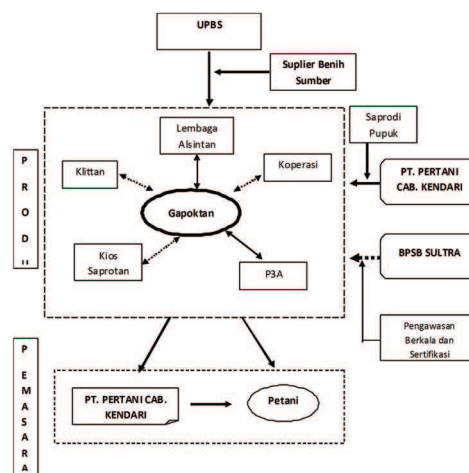 UPBS
Suplier Benih
Sumber
Lembaga
Alsintan
Saprodi
Pupuk
Klittan
Koperasi
P
R
O
D
PT. PERTANI
CAB. KENDARI
Gapoktan
Kios
Saprotan
P3A
BPSB SULTRA
Pengawasan
Berkala dan
Sertifikasi
P
E
M
A
S
A
R
A
PT. PERTANI CAB.
KENDARI
Petani